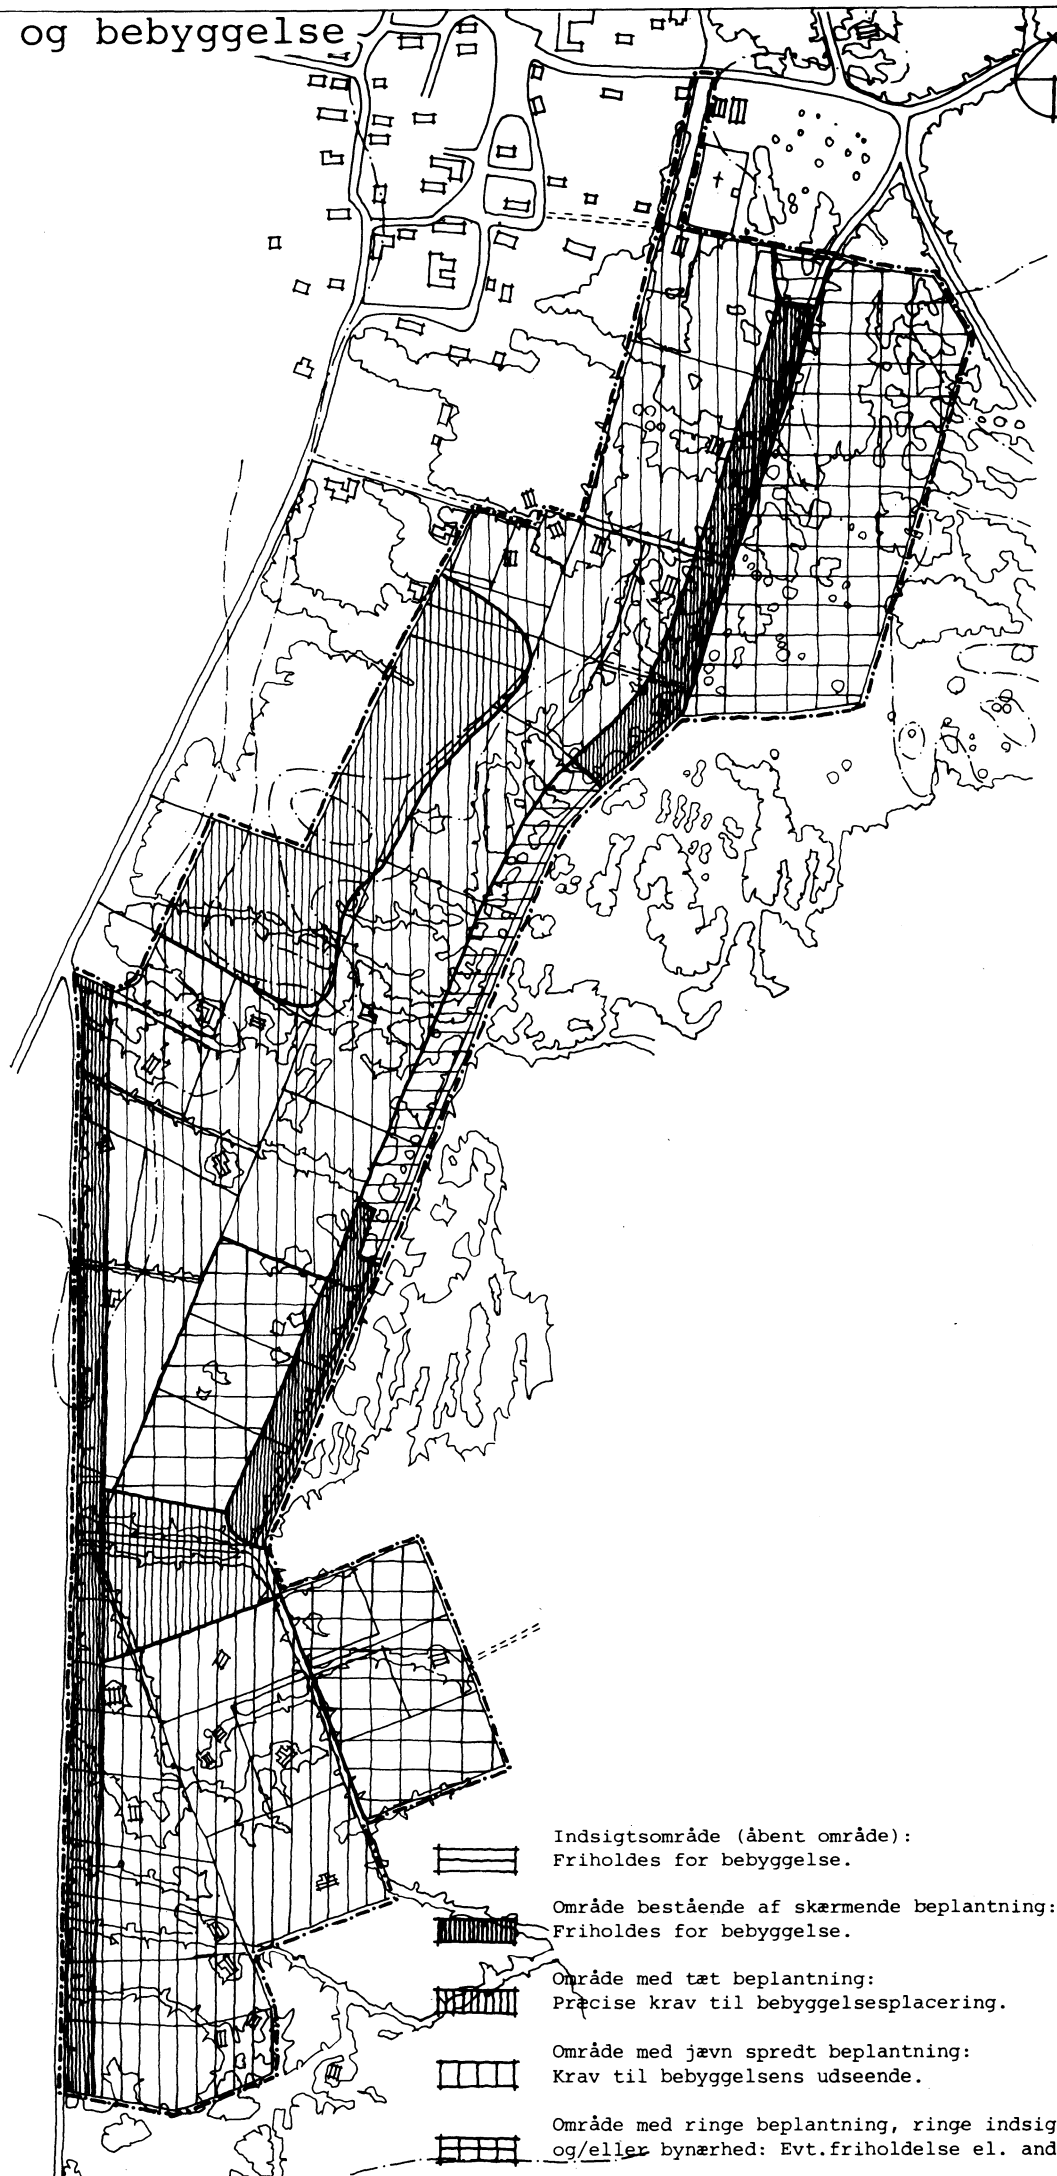 og bebyggelse
Indsigtsområde (åbent område):
Friholdes for bebyggelse.
Område bestående af skærmende beplantning:
Friholdes for bebyggelse.
Område med tæt beplantning:
Præcise krav til bebyggelsesplacering.
Område med jævn spredt beplantning:
Krav til bebyggelsens udseende.
Område med ringe beplantning, ringe indsig
og/eller bynærhed: Evt.friholdelse el. and